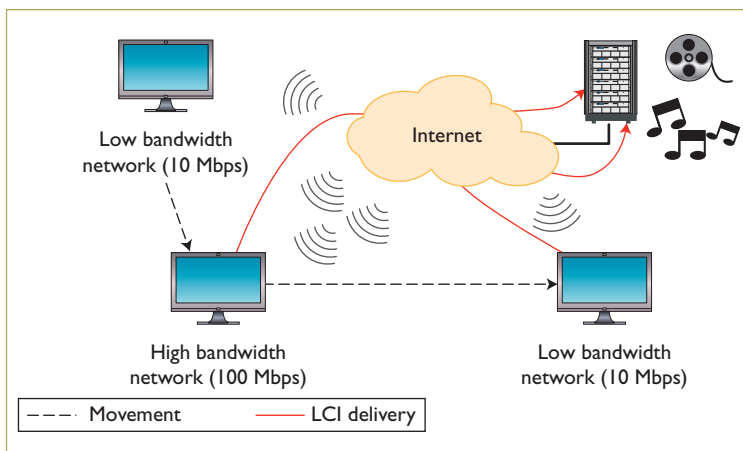 Low bandwidth
network (10 Mbps)
Internet
High bandwidth
network (100 Mbps)
Low bandwidth
network (10 Mbps)
Movement
LCI delivery